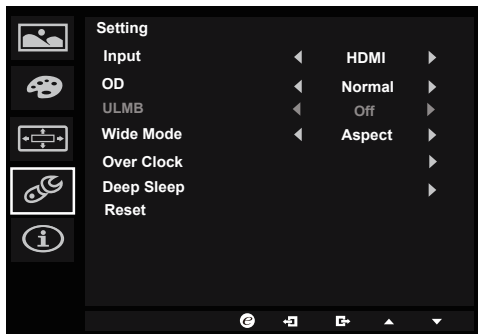 Setting
Input HDMI
OD Normal
ULMB Off
Wide Mode Aspect
Over Clock
Deep Sleep
Reset